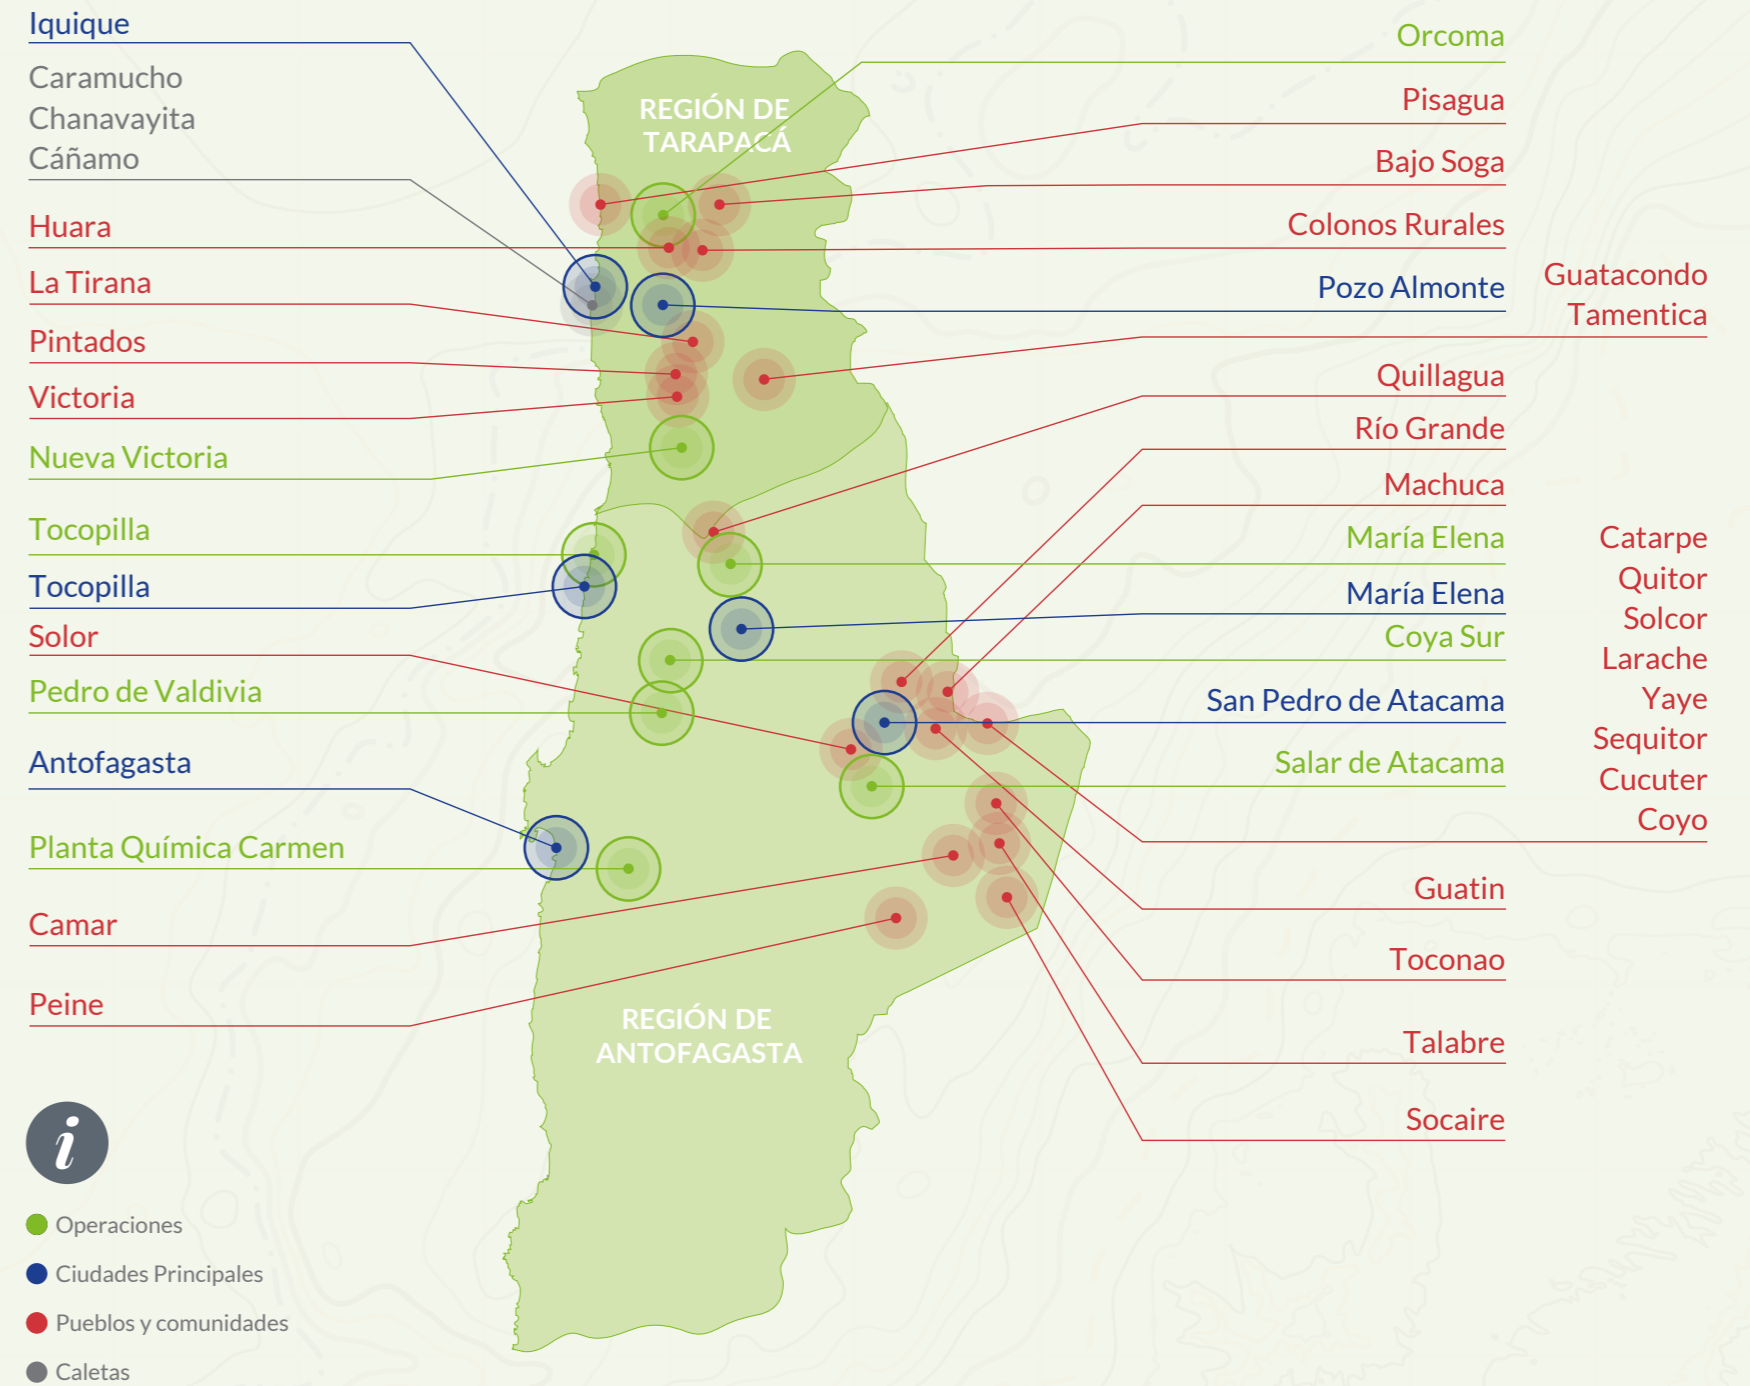 Iquique
Caramucho
Chanavayita
Cáñamo
Huara
La Tirana
Pintados
Victoria
Nueva Victoria
Tocopilla
Tocopilla
Solor
Pedro de Valdivia
Antofagasta
Planta Química Carmen
Camar
Peine
REGIÓN DE
TARAPACÁ
REGIÓN DE
ANTOFAGASTA
Orcoma
Pisagua
Bajo Soga
Colonos Rurales
Pozo Almonte
Guatacondo
Tamentica
Quillagua
Río Grande
Machuca
María Elena
María Elena
Coya Sur
San Pedro de Atacama
Salar de Atacama
Catarpe
Quitor
Solcor
Larache
Yaye
Sequitor
Cucuter
Coyo
Guatin
Toconao
Talabre
Socaire
i
Operaciones
Ciudades Principales
Pueblos y comunidades
Caletas